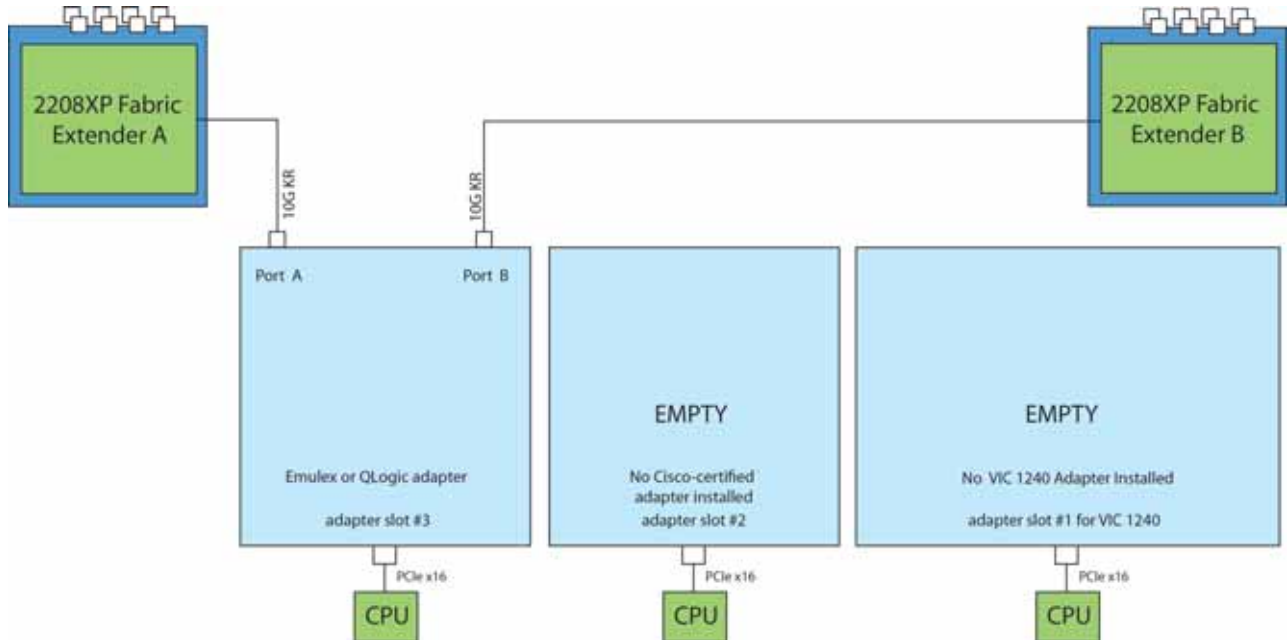 2208XP Fabric
Extender A
2208XP Fabric
Extender B
10G KR
10G KR
Port A
Port B
Emulex or QLogic adapter
adapter slot #3
EMPTY
No Cisco-certified
adapter installed
adapter slot #2
EMPTY
No VIC 1240 Adapter Installed
adapter slot #1 for VIC 1240
PCIe x16
PCIe x16
PCIe x16
CPU
CPU
CPU